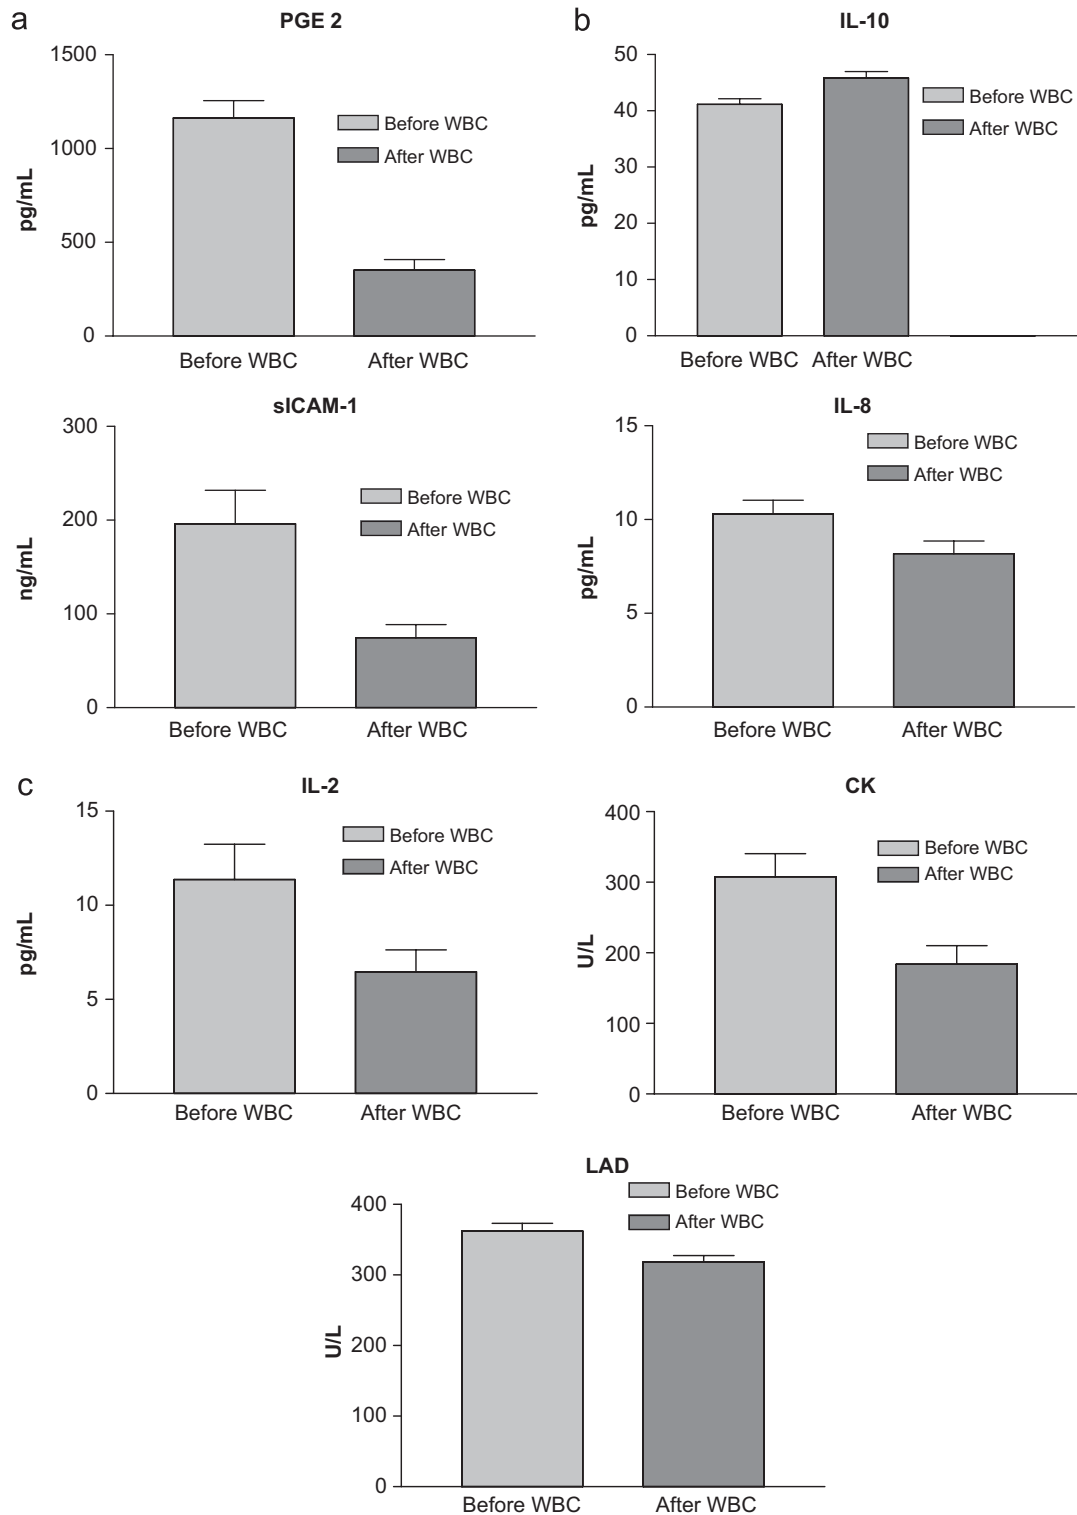 a
PGE 2
1500
1000
500
0
pg/mL
Before WBC
After WBC
Before WBC
After WBC
b
IL-10
50
40
30
20
10
0
pg/mL
Before WBC
After WBC
Before WBC
After WBC
sICAM-1
300
200
100
0
ng/mL
Before WBC
After WBC
Before WBC
After WBC
IL-8
15
10
5
0
pg/mL
Before WBC
After WBC
Before WBC
After WBC
c
IL-2
15
10
5
0
pg/mL
Before WBC
After WBC
Before WBC
After WBC
CK
400
300
200
100
0
U/L
Before WBC
After WBC
Before WBC
After WBC
LAD
400
300
200
100
0
U/L
Before WBC
After WBC
Before WBC
After WBC